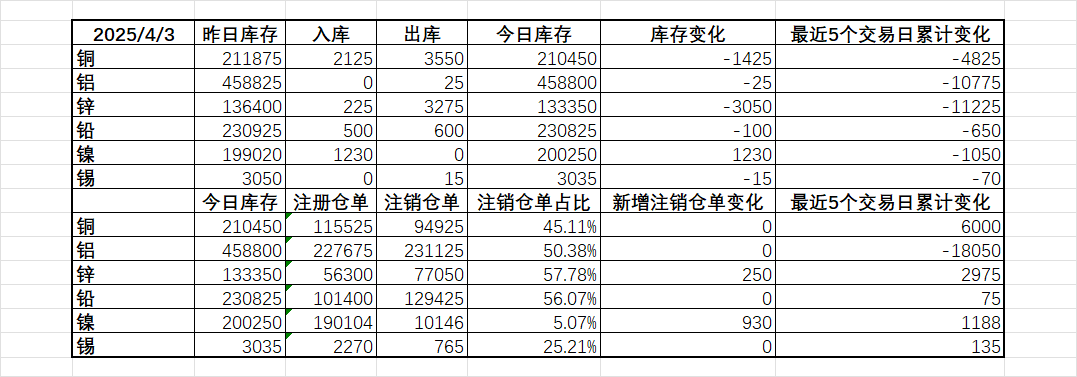 2025/4/3 昨日库存 入库 出库 今日库存 库存变化 最近5个交易日累计变化
铜 211875 2125 3550 210450 -1425 -4825
铝 458825 0 25 458800 -25 -10775
锌 136400 225 3275 133350 -3050 -11225
铅 230925 500 600 230825 -100 -650
镍 199020 1230 0 200250 1230 -1050
锡 3050 0 15 3035 -15 -70
今日库存 注册仓单 注销仓单 注销仓单占比 新增注销仓单变化 最近5个交易日累计变化
铜 210450 115525 94925 45.11% 0 6000
铝 458800 227675 231125 50.38% 0 -18050
锌 133350 56300 77050 57.78% 250 2975
铅 230825 101400 129425 56.07% 0 75
镍 200250 190104 10146 5.07% 930 1188
锡 3035 2270 765 25.21% 0 135